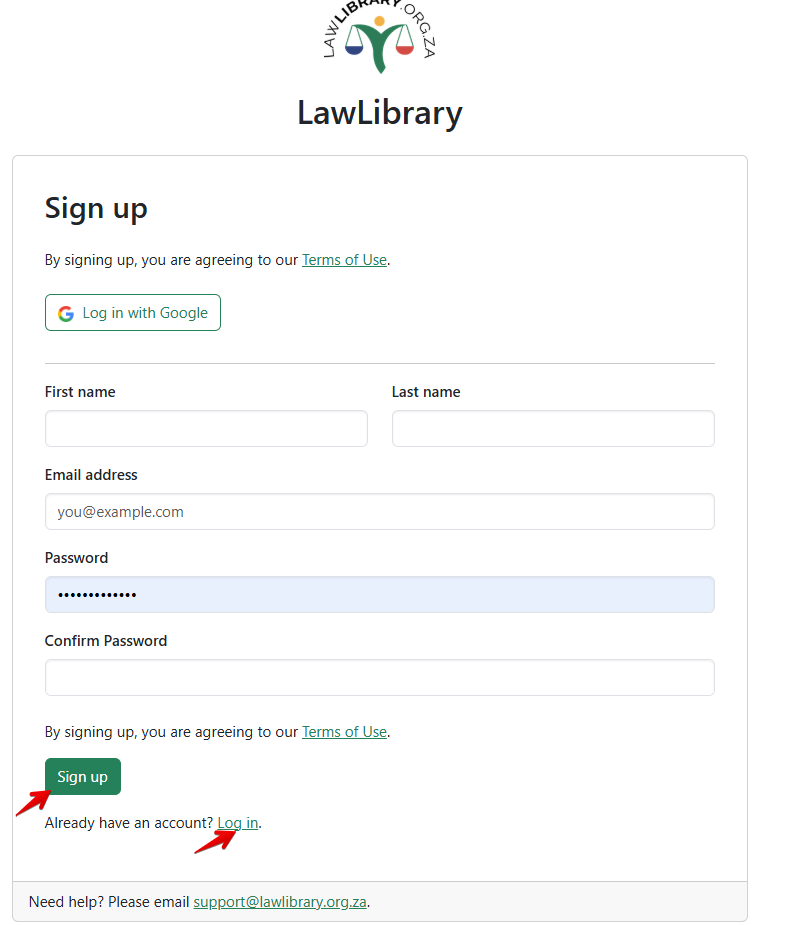 LAWLIBRARY.ORG.ZA
LawLibrary
Sign up
By signing up, you are agreeing to our Terms of Use.
Log in with Google
First name
Last name
Email address
you@example.com
Password
Confirm Password
By signing up, you are agreeing to our Terms of Use.
Sign up
Already have an account? Log in.
Need help? Please email support@lawlibrary.org.za.